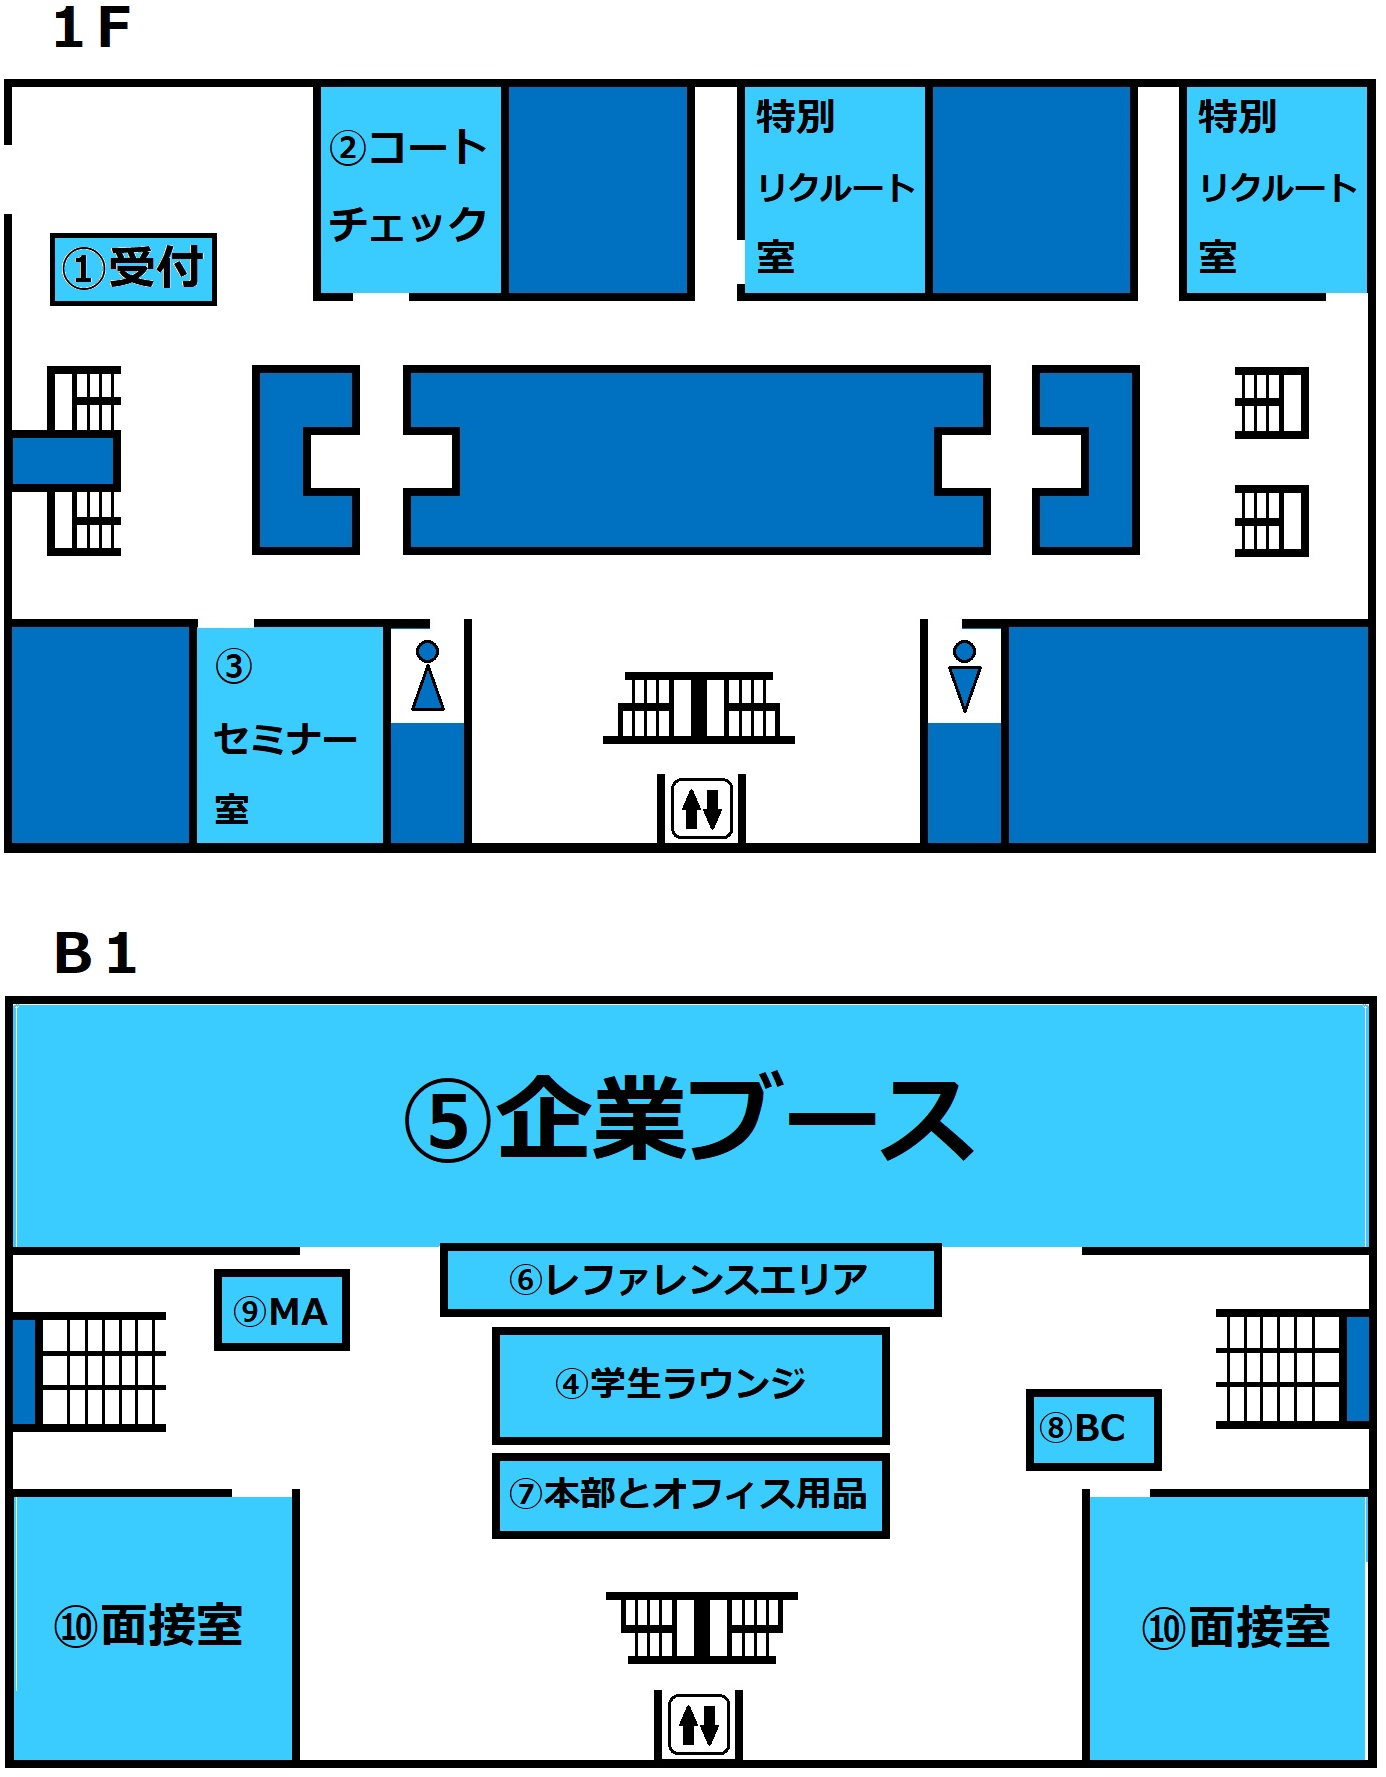 1F
②コート
チェック
特別
リクルート
室
特別
リクルート
室
①受付
③
セミナー
室
B1
⑤企業ブース
⑥レファレンスエリア
⑨MA
④学生ラウンジ
⑧BC
⑦本部とオフィス用品
⑩面接室
⑩面接室